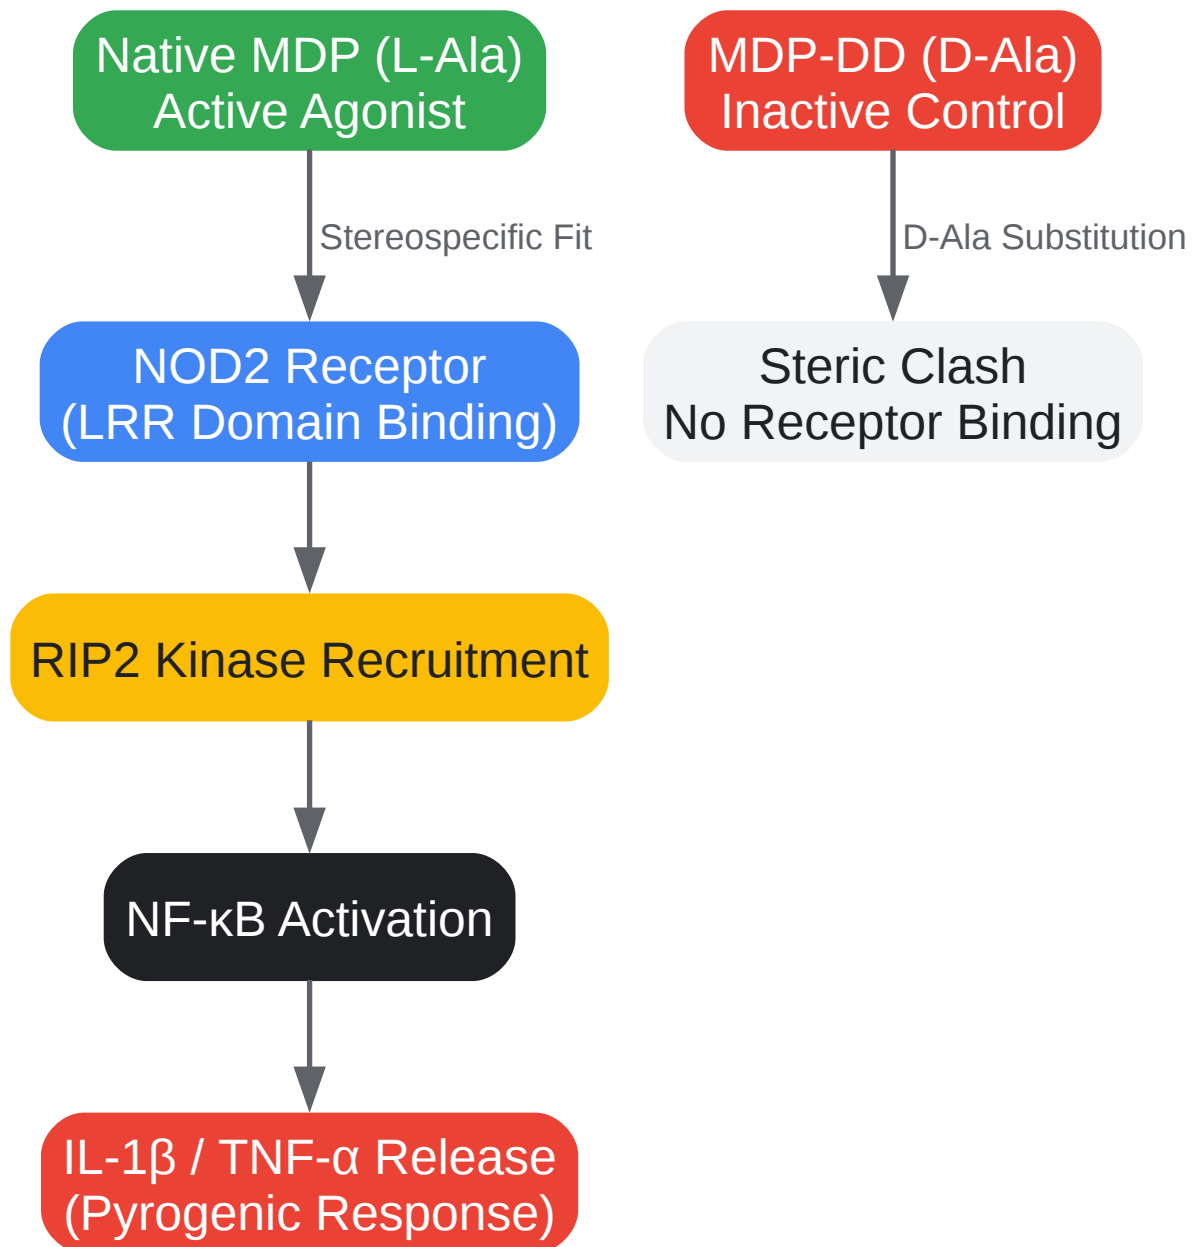 Native MDP (L-Ala)
Active Agonist
MDP-DD (D-Ala)
Inactive Control
Stereospecific Fit
D-Ala Substitution
NOD2 Receptor
(LRR Domain Binding)
Steric Clash
No Receptor Binding
RIP2 Kinase Recruitment
NF-κB Activation
IL-1β / TNF-α Release
(Pyrogenic Response)